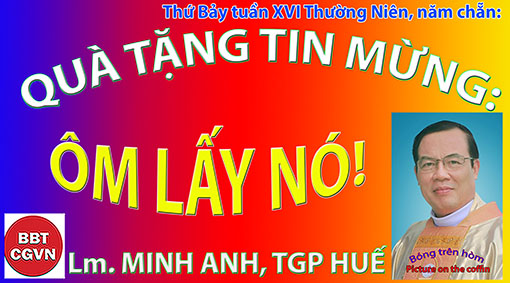 Thứ Bảy tuần XVI Thường Niên, năm chẵn:
QUÀ TẶNG TIN MỪNG:
ÔM LẤY NÓ!
BBT
CGVN
Lm. MINH ANH, TGP HUẾ
Bóng trên hòm
Picture on the coffin